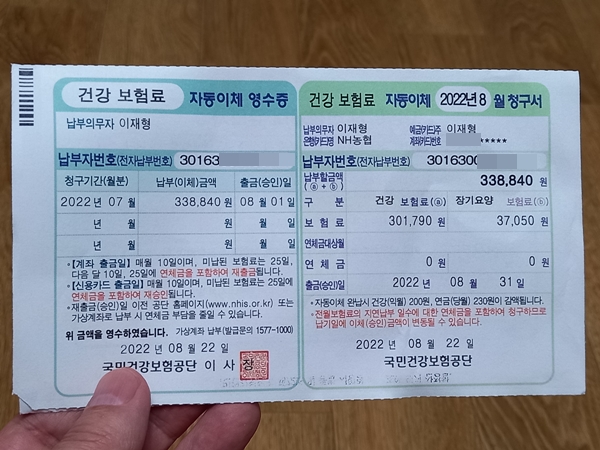 건강 보험료 자동이체 영수증
납부의무자 이재형
납부자번호(전자납부번호) 30163
청구기간(월분) 납부(이체)금액 출금(승인)일
2022 년 07 월 338,840 원 08 월 01 일
년 월 원 월 일
년 월 원 월 일
◦【계좌 출금일】매월 10일이며, 미납된 보험료는 25일,
다음 달 10일, 25일에 연체금을 포함하여 재출금됩니다.
◦【신용카드 출금일】매월 10일이며, 미납된 보험료는 25일에
연체금을 포함하여 재승인됩니다.
◦재출금(승인)일 이전 공단 홈페이지(www.nhis.or.kr) 또는
가상계좌로 납부 시 연체금 부담을 줄일 수 있습니다.
위 금액을 영수하였습니다. 가상계좌 납부(발급문의 1577-1000)
2022 년 08 월 22 일
국민건강보험공단 이 사 장
건강 보험료 자동이체 2022년 8 월 청구서
납부의무자 이재형 예금(카드)주 이재형
은행(카드)명 NH농협 계좌(카드)번호 *****
납부자번호(전자납부번호) 3016300
납부할금액 (a + b) 338,840 원
구 분 건강 보험료(a) 장기요양 보험료(b)
보 험 료 301,790 원 37,050 원
연체금대상월
연 체 금 0 원 0 원
출금(승인)일 2022 년 08 월 31 일
◦자동이체 완납시 건강(익월) 200원, 연금(당월) 230원이 감액됩니다.
◦전월보험료의 지연납부 일수에 대한 연체금을 포함하여 청구하므로
납기일에 이체(승인)금액이 변동될 수 있습니다.
2022 년 08 월 22 일
국민건강보험공단